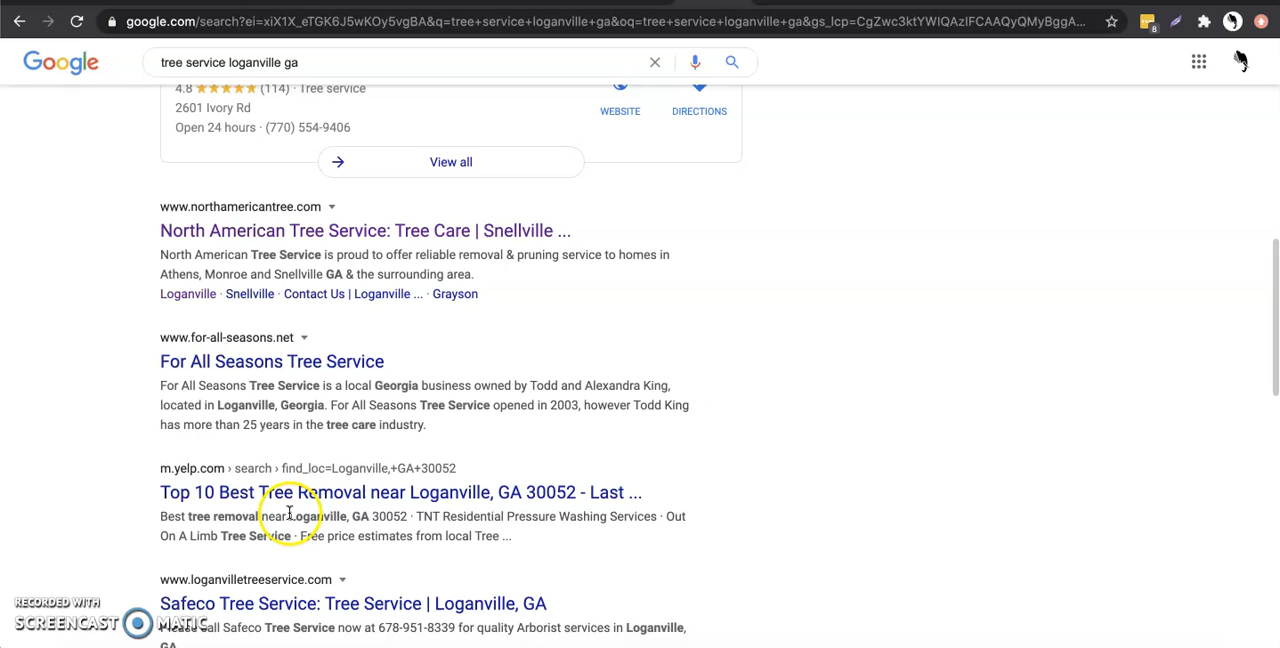 google.com/search?ei=xiX1X_eTGK6J5wKOy5vgBA&q=tree+service+loganville+ga&oq=tree+service+loganville+ga&gs_lcp=CgZwc3ktYWIQAzIFCAAQyQMyBggA...
8
Google
tree service loganville ga
4.8 (114) · Tree service
2601 Ivory Rd
WEBSITE
DIRECTIONS
Open 24 hours · (770) 554-9406
View all
www.northamericantree.com
North American Tree Service: Tree Care | Snellville ...
North American Tree Service is proud to offer reliable removal & pruning service to homes in
Athens, Monroe and Snellville GA & the surrounding area.
Loganville · Snellville · Contact Us | Loganville ... · Grayson
www.for-all-seasons.net
For All Seasons Tree Service
For All Seasons Tree Service is a local Georgia business owned by Todd and Alexandra King,
located in Loganville, Georgia. For All Seasons Tree Service opened in 2003, however Todd King
has more than 25 years in the tree care industry.
m.yelp.com › search › find_loc=Loganville,+GA+30052
Top 10 Best Tree Removal near Loganville, GA 30052 - Last ...
Best tree removal near Loganville, GA 30052 · TNT Residential Pressure Washing Services · Out
On A Limb Tree Service · Free price estimates from local Tree ...
www.loganvilletreeservice.com
Safeco Tree Service: Tree Service | Loganville, GA
Please call Safeco Tree Service now at 678-951-8339 for quality Arborist services in Loganville,
GA
RECORDED WITH
SCREENCAST MATIC